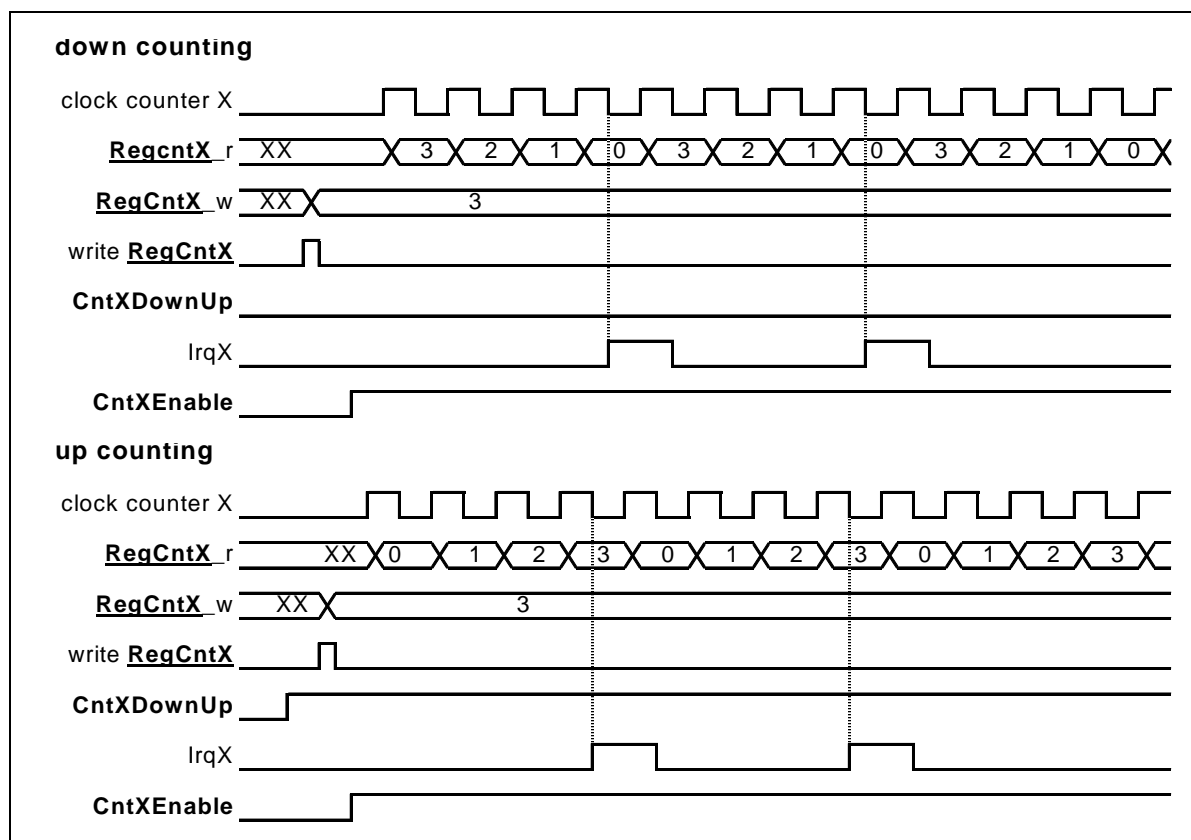 down counting
clock counter X
RegcntX_r XX 3 2 1 0 3 2 1 0 3 2 1 0
RegCntX_w XX 3
write RegCntX
CntXDownUp
IrqX
CntXEnable
up counting
clock counter X
RegCntX_r XX 0 1 2 3 0 1 2 3 0 1 2 3
RegCntX_w XX 3
write RegCntX
CntXDownUp
IrqX
CntXEnable